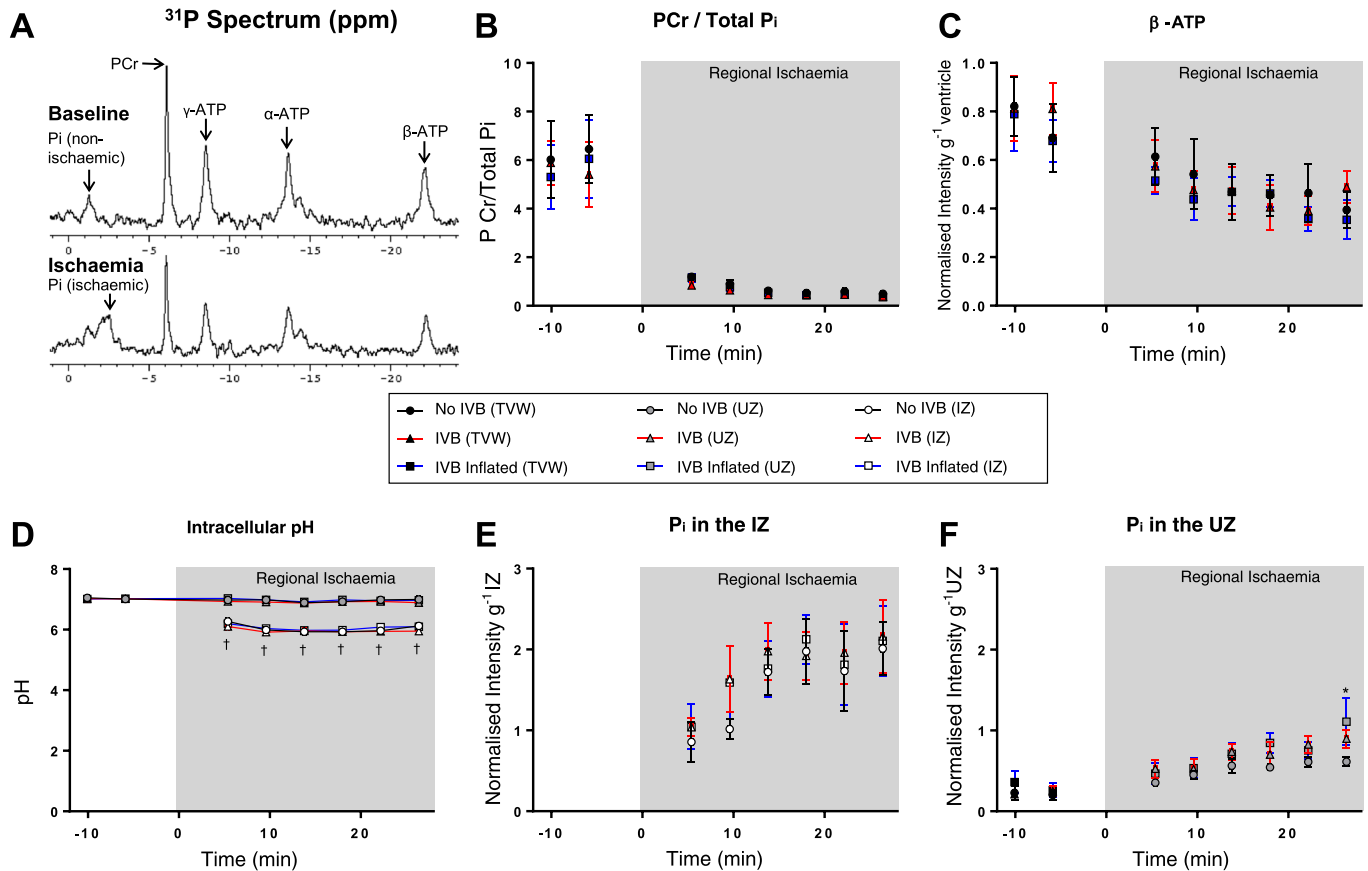 A
³¹P Spectrum (ppm)
PCr
Baseline
Pi (non-
ischaemic)
γ-ATP
α-ATP
β-ATP
0 -5 -10 -15 -20
Ischaemia
Pi (ischaemic)
0 -5 -10 -15 -20
B
PCr / Total Pi
Regional Ischaemia
P Cr/Total Pi
10
8
6
4
2
0
-10 0 10 20
Time (min)
C
β -ATP
Regional Ischaemia
Normalised Intensity g⁻¹ ventricle
1.0
0.8
0.6
0.4
0.2
0.0
-10 0 10 20
Time (min)
No IVB (TVW) No IVB (UZ) No IVB (IZ)
IVB (TVW) IVB (UZ) IVB (IZ)
IVB Inflated (TVW) IVB Inflated (UZ) IVB Inflated (IZ)
D
Intracellular pH
Regional Ischaemia
pH
8
6
4
2
0
† † † † † †
-10 0 10 20
Time (min)
E
Pi in the IZ
Regional Ischaemia
Normalised Intensity g⁻¹IZ
3
2
1
0
-10 0 10 20
Time (min)
F
Pi in the UZ
Regional Ischaemia
Normalised Intensity g⁻¹UZ
3
2
1
0
*
-10 0 10 20
Time (min)